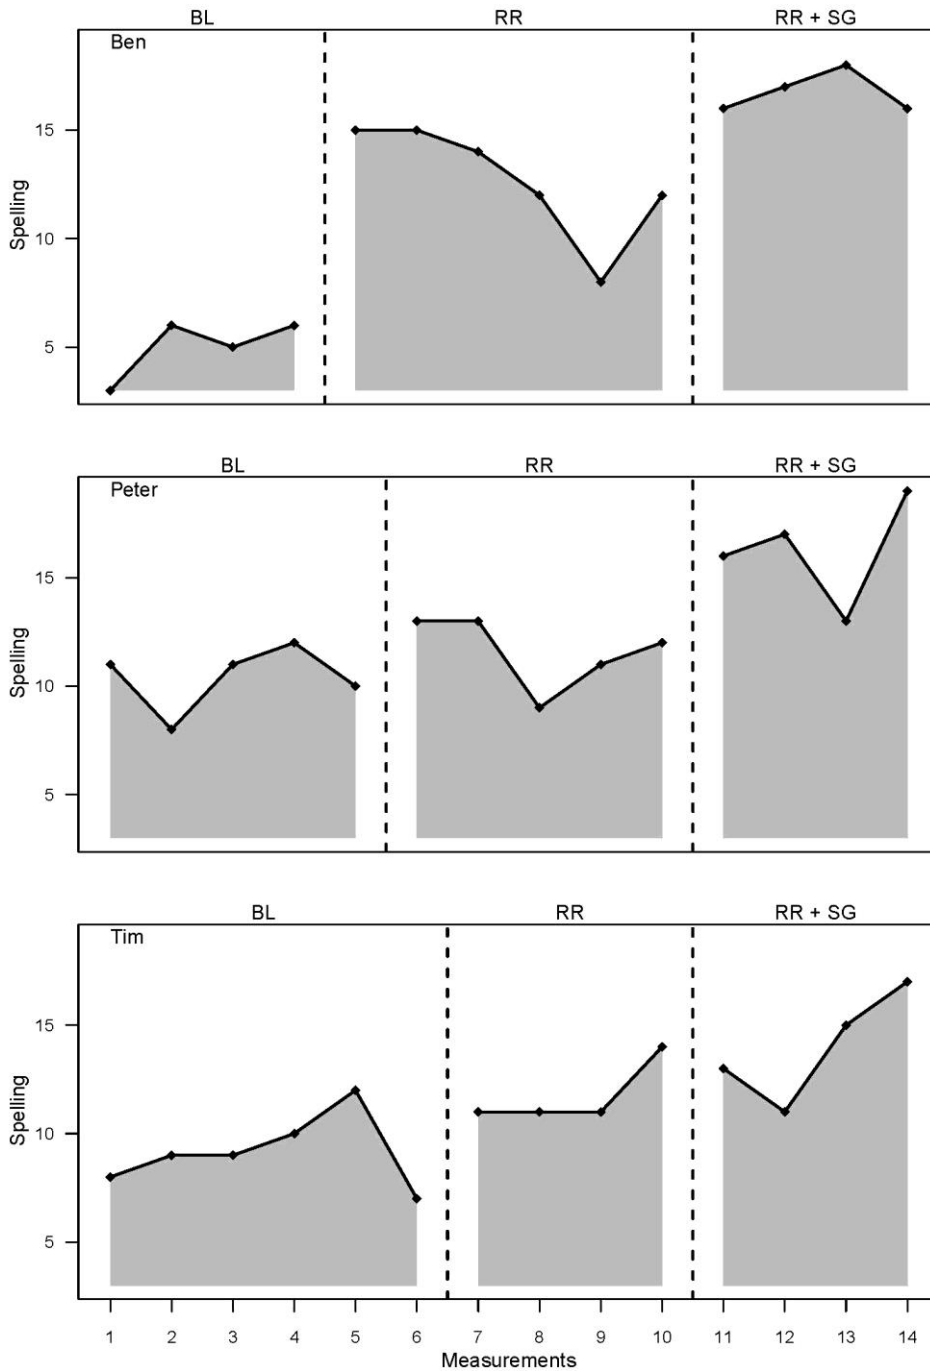 BL RR RR + SG
Ben
15
10
5
Spelling
BL RR RR + SG
Peter
15
10
5
Spelling
BL RR RR + SG
Tim
15
10
5
Spelling
1 2 3 4 5 6 7 8 9 10 11 12 13 14
Measurements